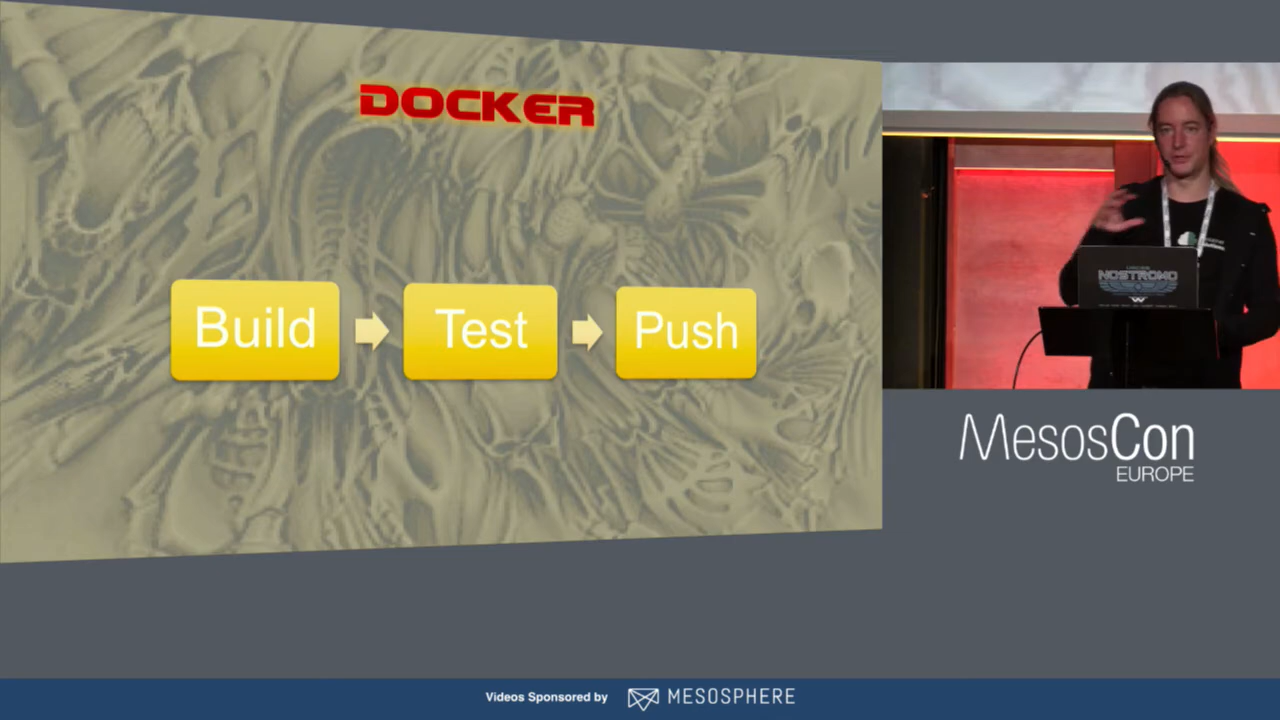 DOCKER
Build
Test
Push
NOSTROMO
MesosCon
EUROPE
Videos Sponsored by
MESOSPHERE